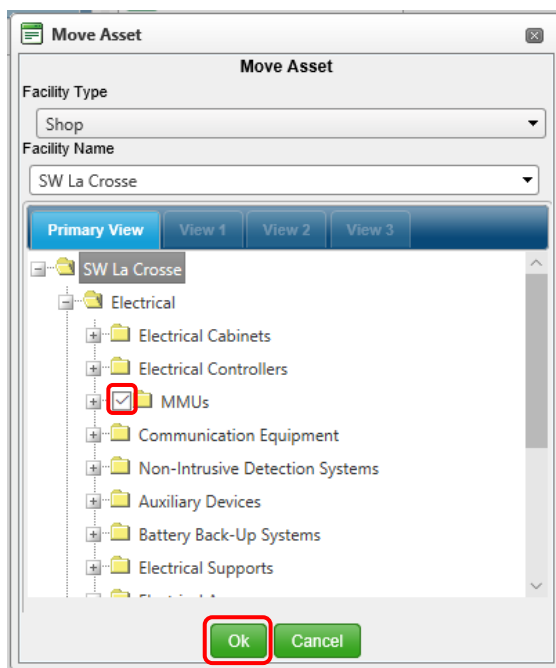 Move Asset
Move Asset
Facility Type
Shop
Facility Name
SW La Crosse
Primary View View 1 View 2 View 3
SW La Crosse
Electrical
Electrical Cabinets
Electrical Controllers
MMUs
Communication Equipment
Non-Intrusive Detection Systems
Auxiliary Devices
Battery Back-Up Systems
Electrical Supports
Ok Cancel